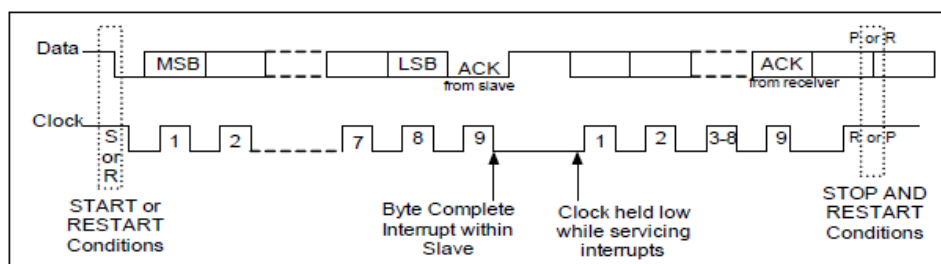 Data
P or R
MSB
LSB
ACK
from slave
ACK
from receiver
Clock
S
or
R
1
2
7
8
9
1
2
3-8
9
R or P
START or
RESTART
Conditions
Byte Complete
Interrupt within
Slave
Clock held low
while servicing
interrupts
STOP AND
RESTART
Conditions